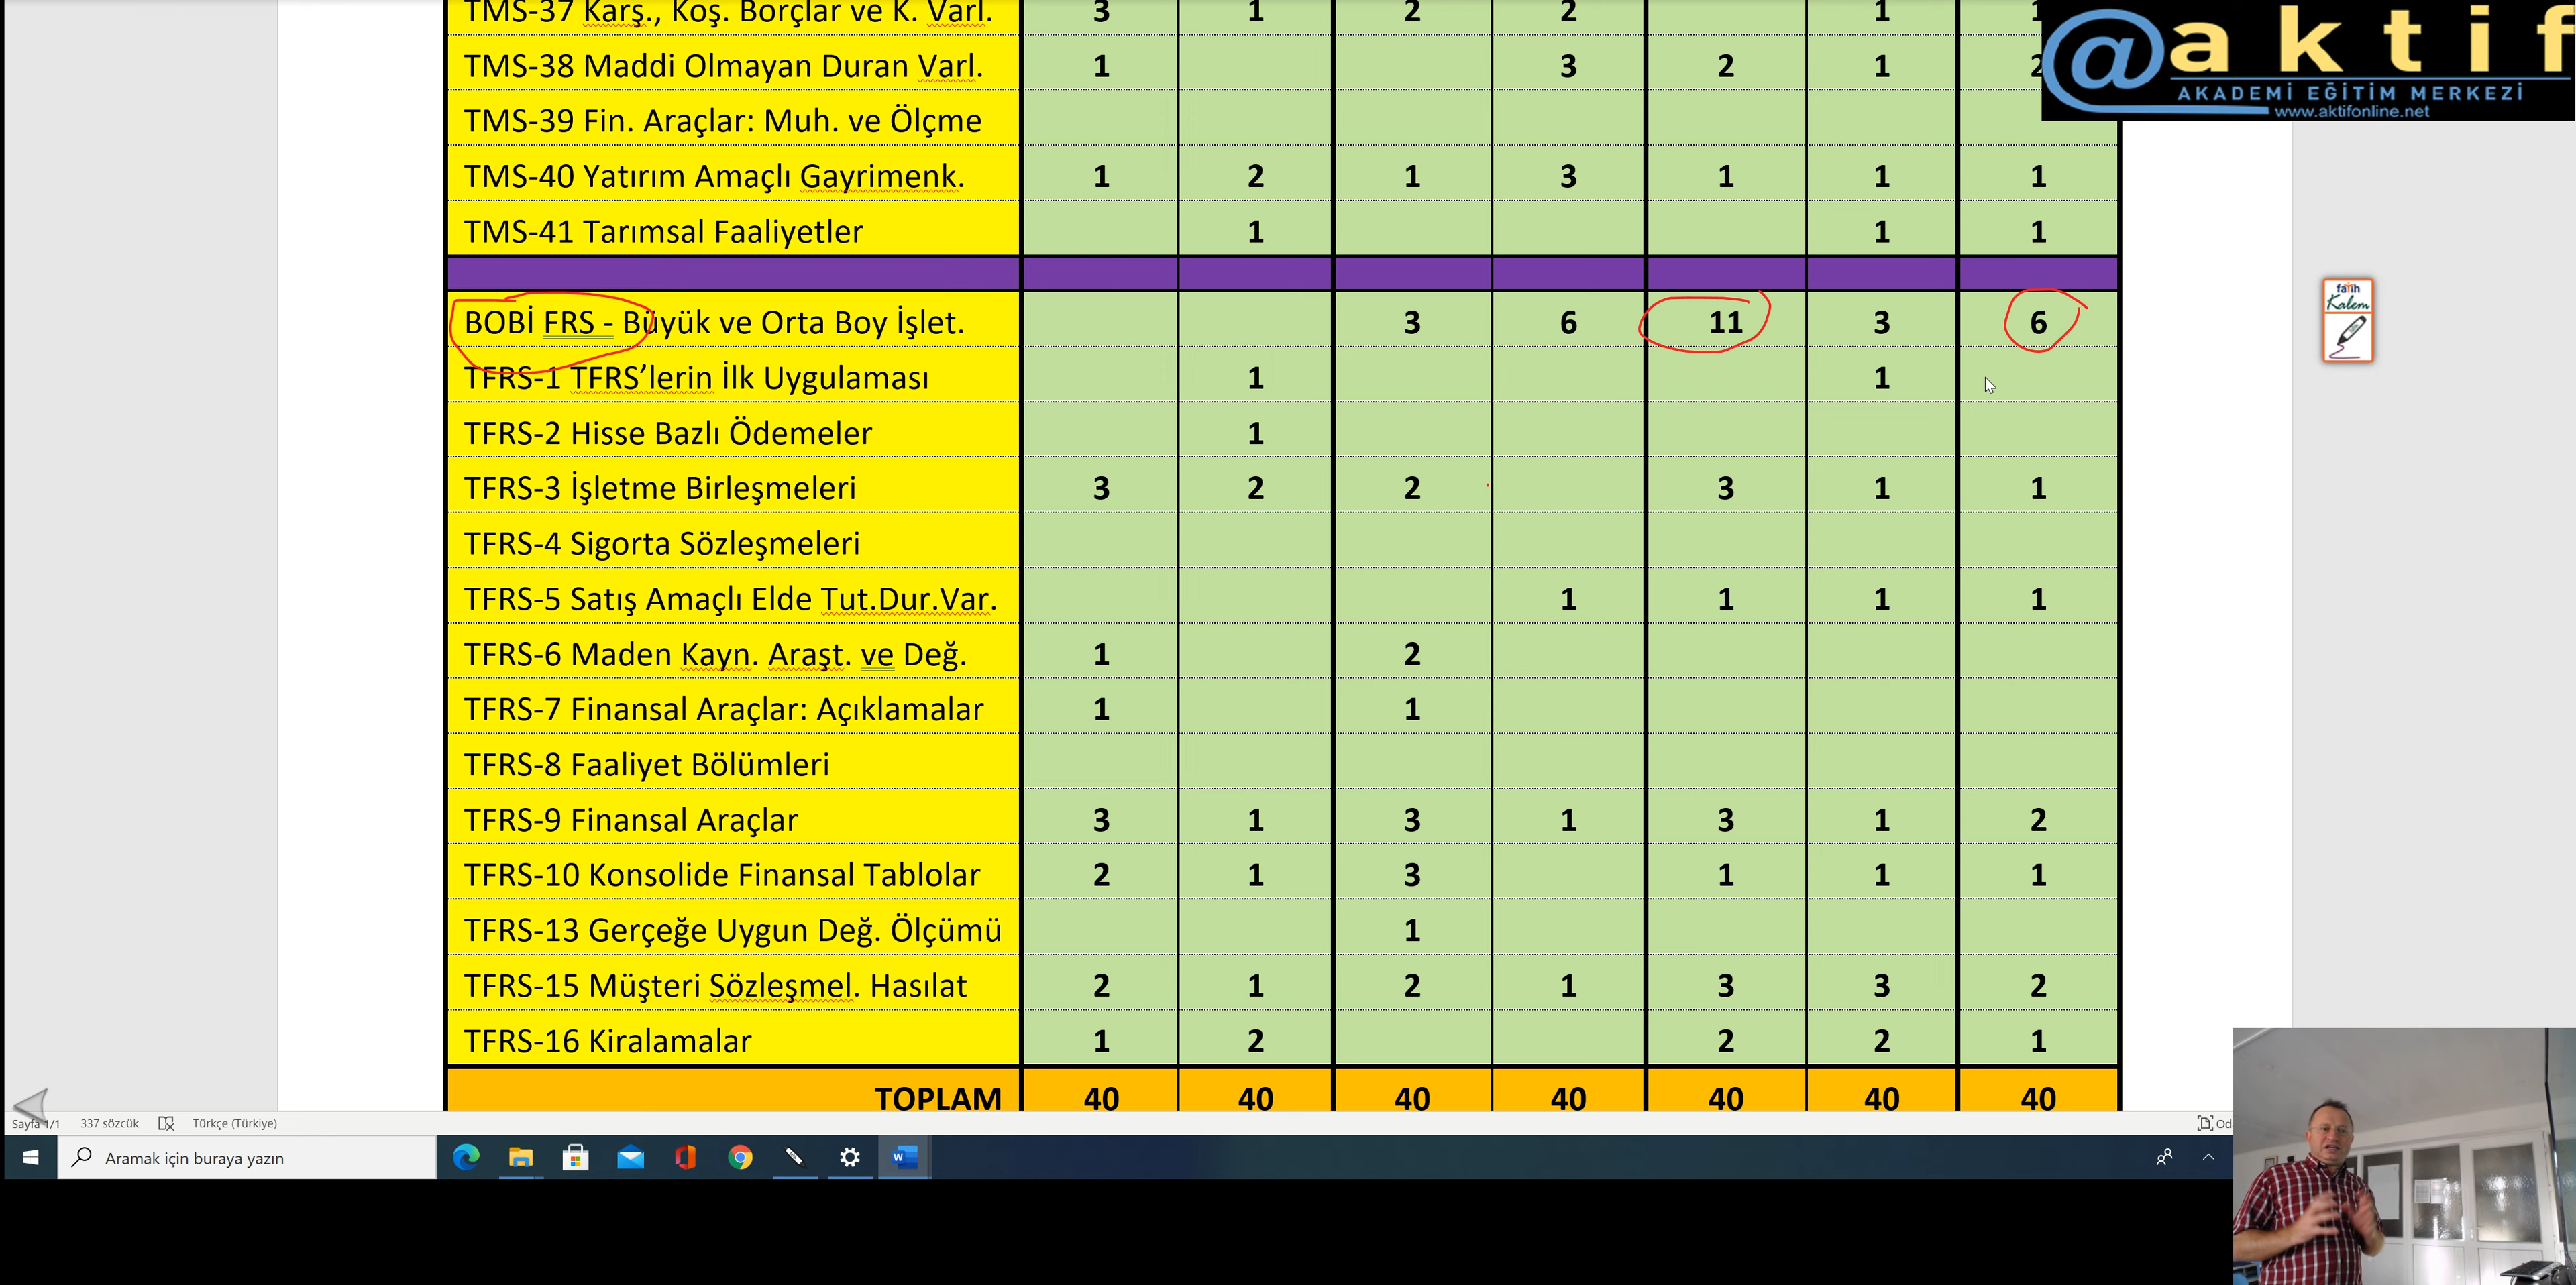 TMS-37 Karş., Koş. Borçlar ve K. Varl. 3 1 2 2 1 1
TMS-38 Maddi Olmayan Duran Varl. 1 3 2 1 2
TMS-39 Fin. Araçlar: Muh. ve Ölçme
TMS-40 Yatırım Amaçlı Gayrimenk. 1 2 1 3 1 1 1
TMS-41 Tarımsal Faaliyetler 1 1 1
BOBİ FRS - Büyük ve Orta Boy İşlet. 3 6 11 3 6
TFRS-1 TFRS'lerin İlk Uygulaması 1 1
TFRS-2 Hisse Bazlı Ödemeler 1
TFRS-3 İşletme Birleşmeleri 3 2 2 3 1 1
TFRS-4 Sigorta Sözleşmeleri
TFRS-5 Satış Amaçlı Elde Tut.Dur.Var. 1 1 1 1
TFRS-6 Maden Kayn. Araşt. ve Değ. 1 2
TFRS-7 Finansal Araçlar: Açıklamalar 1 1
TFRS-8 Faaliyet Bölümleri
TFRS-9 Finansal Araçlar 3 1 3 1 3 1 2
TFRS-10 Konsolide Finansal Tablolar 2 1 3 1 1 1
TFRS-13 Gerçeğe Uygun Değ. Ölçümü 1
TFRS-15 Müşteri Sözleşmel. Hasılat 2 1 2 1 3 3 2
TFRS-16 Kiralamalar 1 2 2 2 1
TOPLAM 40 40 40 40 40 40 40
@aktif
AKADEMİ EĞİTİM MERKEZİ
www.aktifonline.net
fatih
Kalem
Sayfa 1/1 337 sözcük Türkçe (Türkiye)
Aramak için buraya yazın